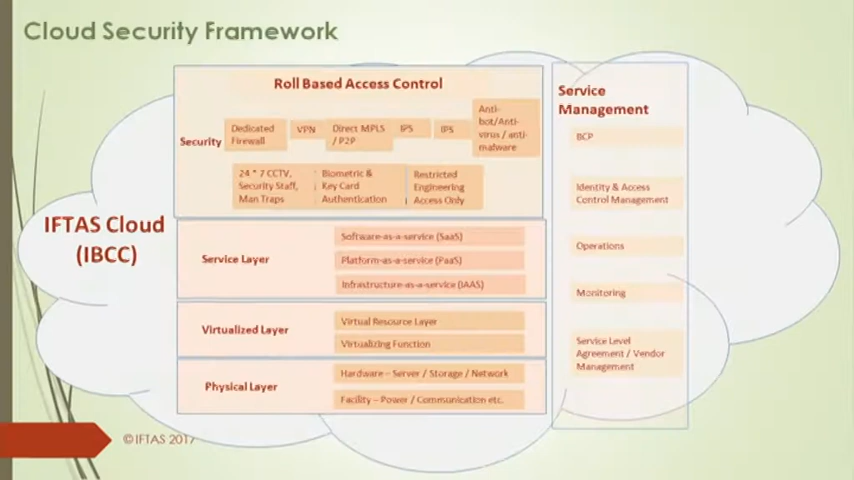 Cloud Security Framework
Roll Based Access Control
Security
Dedicated
Firewall
VPN
Direct MPLS
/ P2P
IPS
IPS
Anti-
bot/Anti-
virus / anti-
malware
24 * 7 CCTV,
Security Staff,
Man Traps
Biometric &
Key Card
Authentication
Restricted
Engineering
Access Only
IFTAS Cloud
(IBCC)
Service Layer
Software-as-a-service (SaaS)
Platform-as-a-service (PaaS)
Infrastructure-as-a-service (IAAS)
Virtualized Layer
Virtual Resource Layer
Virtualizing Function
Physical Layer
Hardware – Server / Storage / Network
Facility – Power / Communication etc.
Service
Management
BCP
Identity & Access
Control Management
Operations
Monitoring
Service Level
Agreement / Vendor
Management
© IFTAS 2017